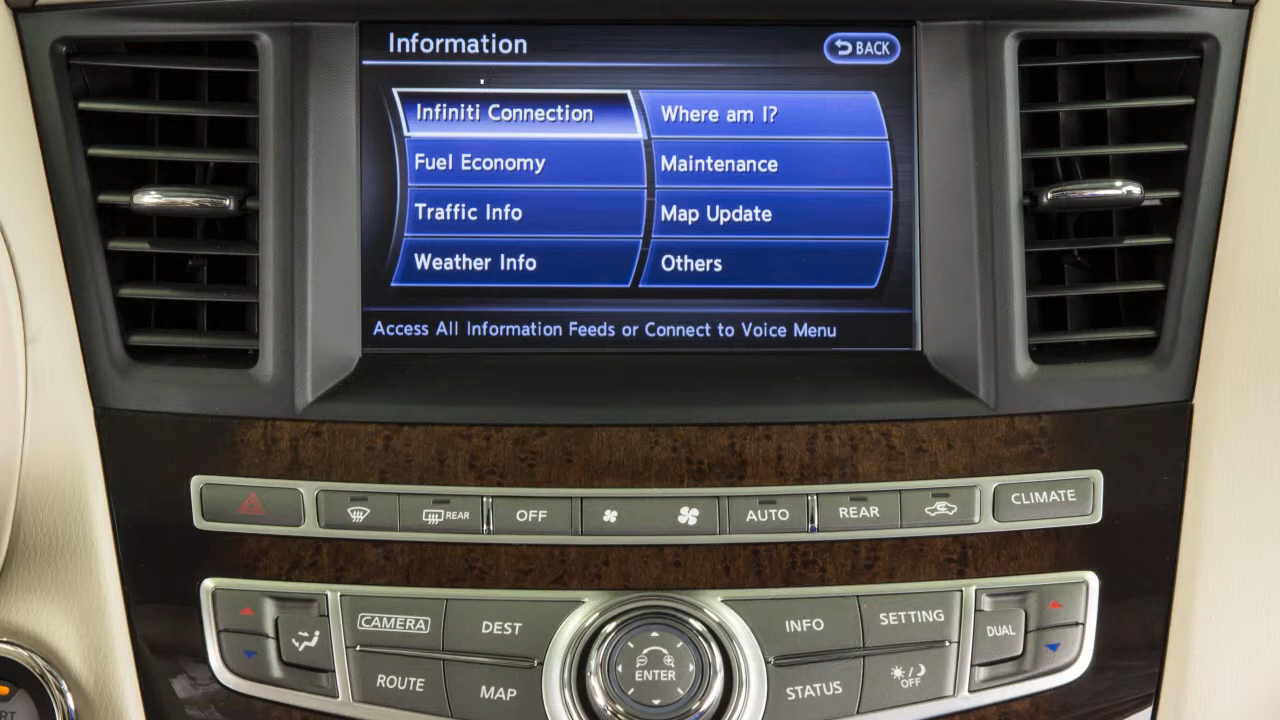 Information
BACK
Infiniti Connection
Where am I?
Fuel Economy
Maintenance
Traffic Info
Map Update
Weather Info
Others
Access All Information Feeds or Connect to Voice Menu
REAR
OFF
AUTO
REAR
CLIMATE
CAMERA
DEST
INFO
SETTING
DUAL
ENTER
ROUTE
MAP
STATUS
OFF